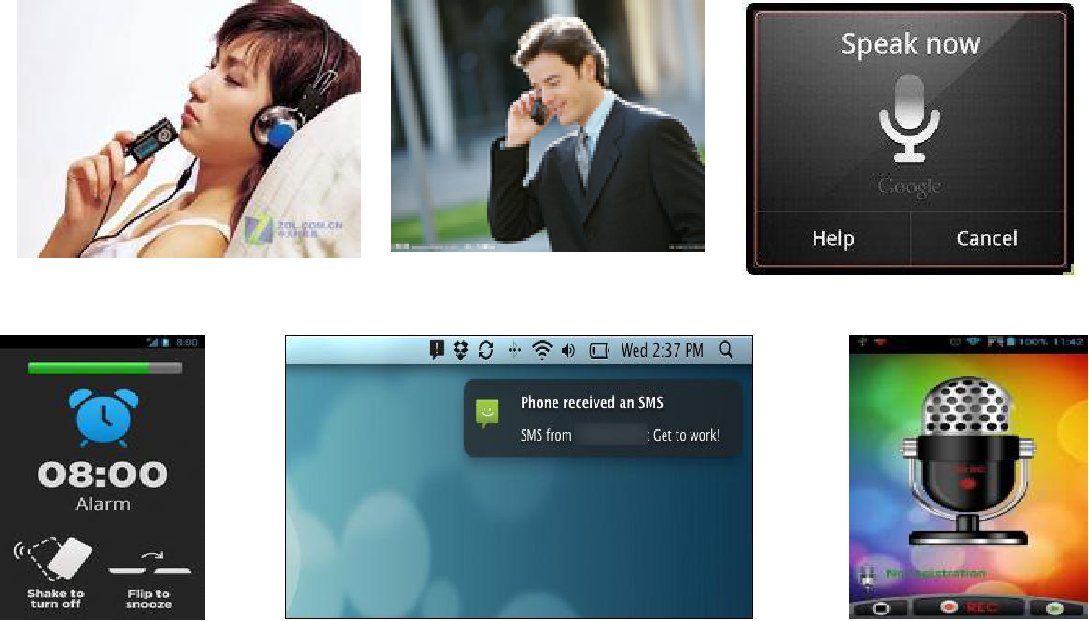 ZOL.COM.CN
Speak now
Google
Help
Cancel
8:00
08:00
Alarm
Shake to
turn off
Flip to
snooze
Wed 2:37 PM
Phone received an SMS
SMS from : Get to work!
100% 11:42
No registration
REC